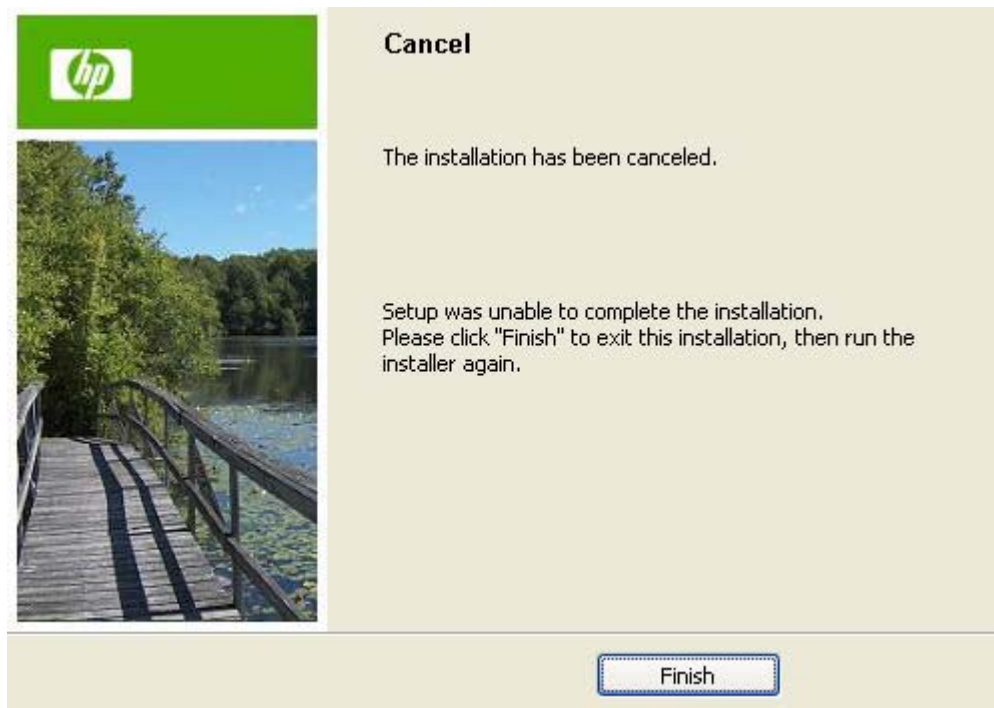 hp
Cancel
The installation has been canceled.
Setup was unable to complete the installation.
Please click "Finish" to exit this installation, then run the
installer again.
Finish